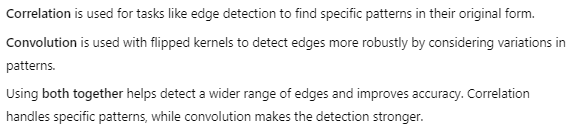 Correlation is used for tasks like edge detection to find specific patterns in their original form.
Convolution is used with flipped kernels to detect edges more robustly by considering variations in
patterns.
Using both together helps detect a wider range of edges and improves accuracy. Correlation
handles specific patterns, while convolution makes the detection stronger.